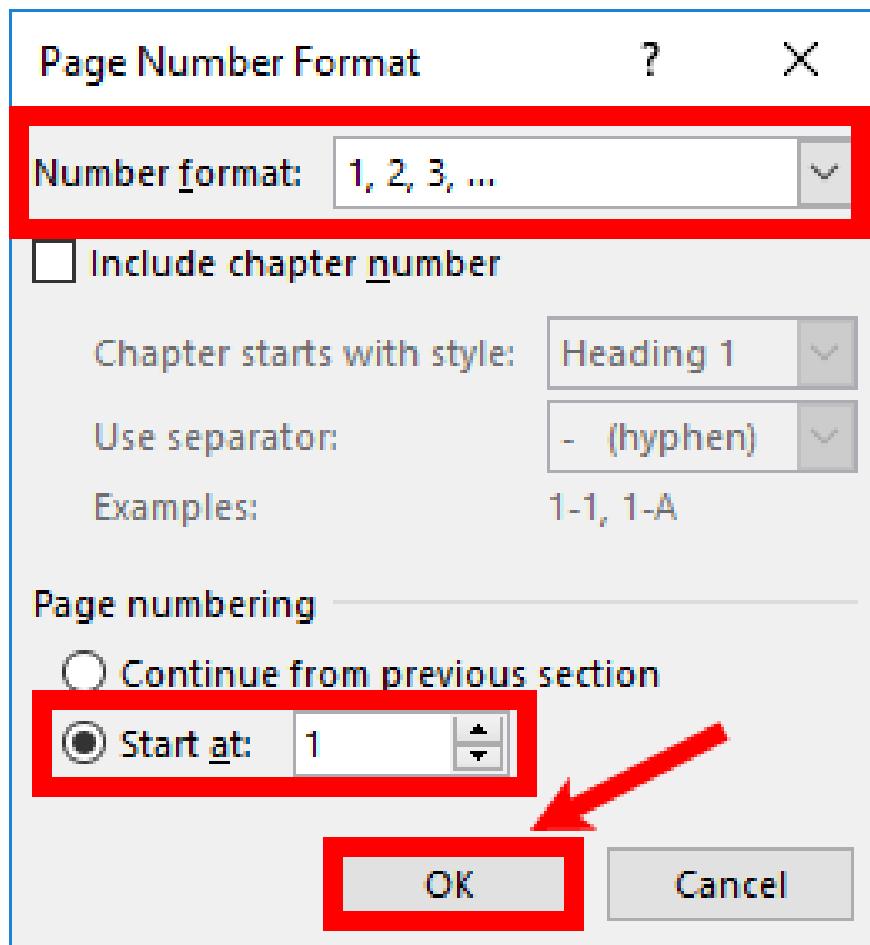 Page Number Format ?
Number format: 1, 2, 3, ...
Include chapter number
Chapter starts with style: Heading 1
Use separator: - (hyphen)
Examples: 1-1, 1-A
Page numbering
Continue from previous section
Start at: 1
OK Cancel